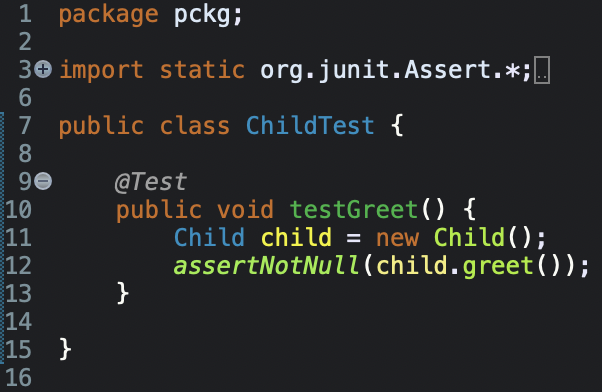 1 package pckg;
2
3 import static org.junit.Assert.*;
6
7 public class ChildTest {
8
9 @Test
10 public void testGreet() {
11 Child child = new Child();
12 assertNotNull(child.greet());
13 }
14
15 }
16